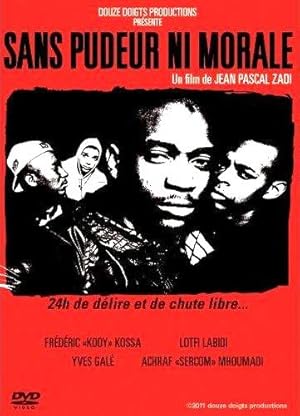 DOUZE DOIGTS PRODUCTIONS
PRÉSENTE
SANS PUDEUR NI MORALE
Un film de JEAN PASCAL ZADI
24h de délire et de chute libre...
FRÉDÉRIC «KODY» KOSSA
LOTFI LABIDI
YVES GALÉ
ACHRAF «SERCOM» MHOUMADI
DVD
VIDEO
©2011 douze doigts productions